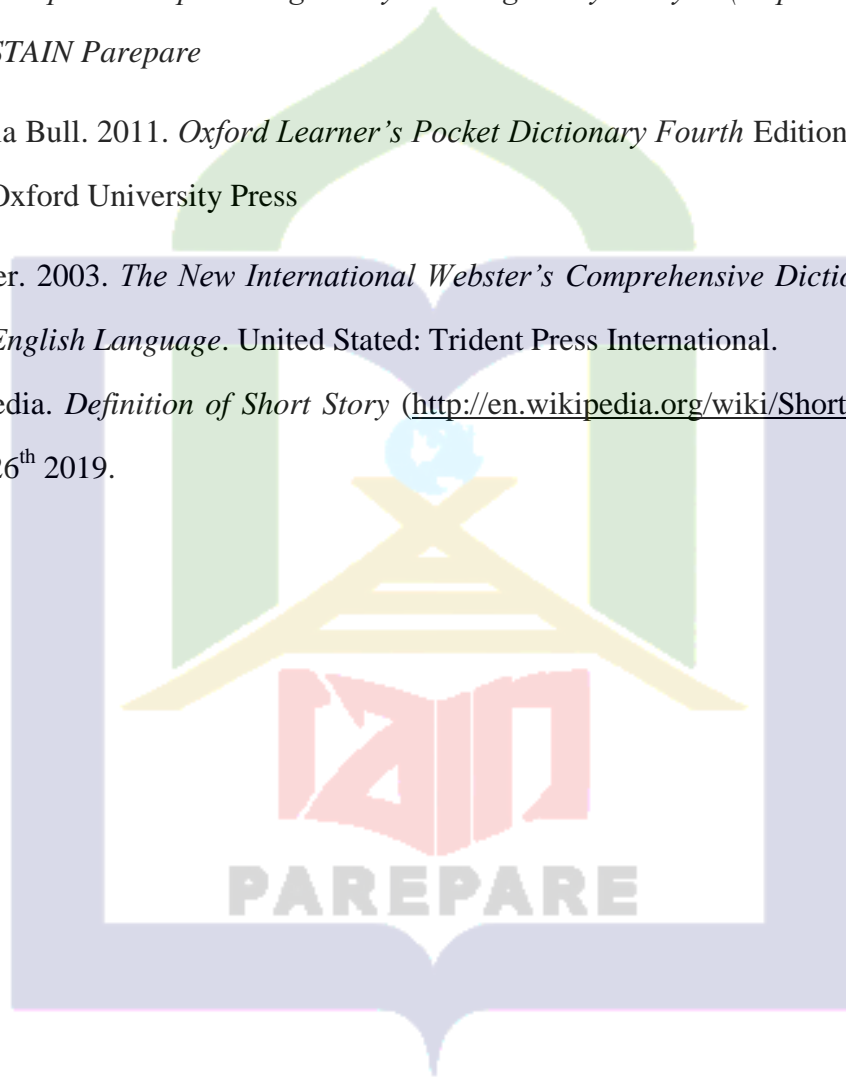 STAIN Parepare
a Bull. 2011. Oxford Learner's Pocket Dictionary Fourth Edition
Oxford University Press
er. 2003. The New International Webster's Comprehensive Dictio
English Language. United Stated: Trident Press International.
edia. Definition of Short Story (http://en.wikipedia.org/wiki/Short
26th 2019.
iain
PAREPARE